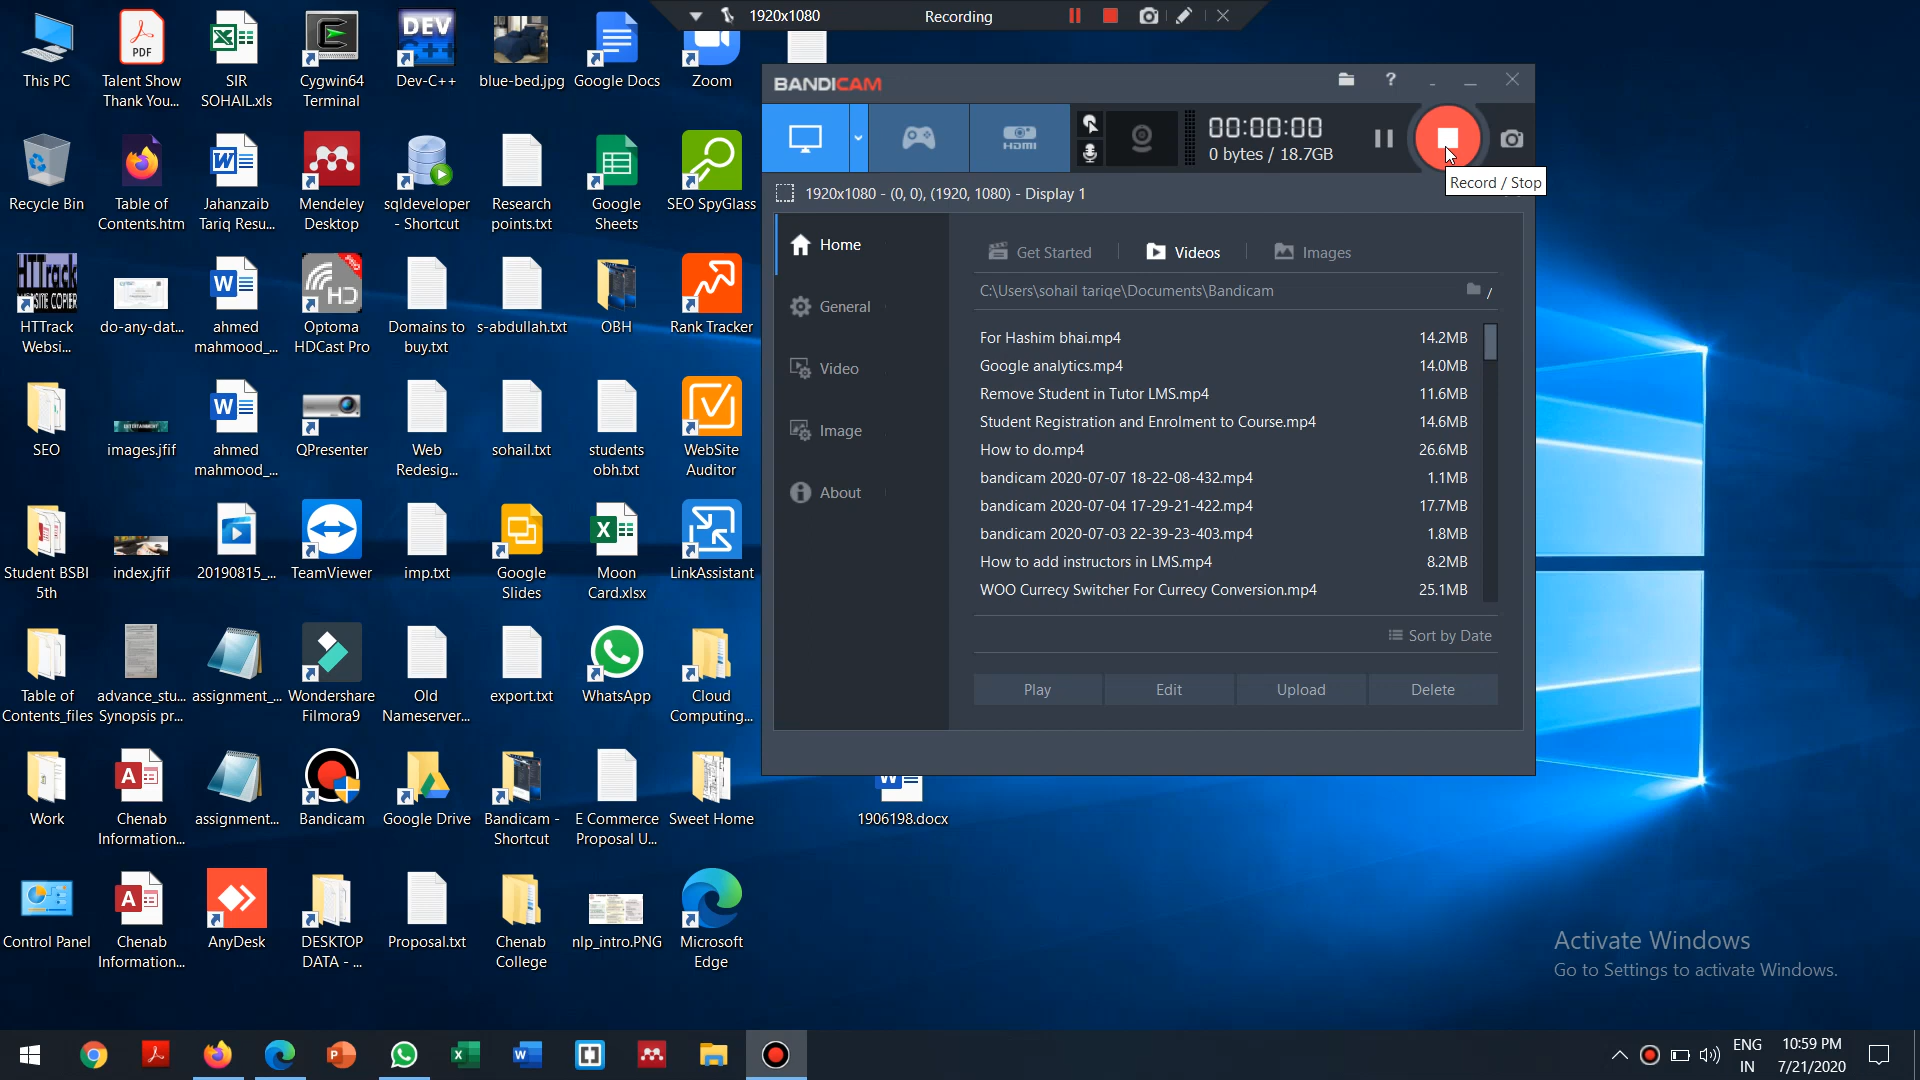 1920x1080
Recording
This PC
Talent Show
Thank You...
SIR
SOHAIL.xls
Cygwin64
Terminal
DEV
C++
Dev-C++
blue-bed.jpg
Google Docs
Zoom
PDF
Recycle Bin
Table of
Contents.htm
Jahanzaib
Tariq Resu...
Mendeley
Desktop
sqldeveloper
- Shortcut
Research
points.txt
Google
Sheets
SEO SpyGlass
HTTrack
WEBSITE COPIER
HTTrack
Websi...
do-any-dat...
ahmed
mahmood_...
HD
Optoma
HDCast Pro
Domains to
buy.txt
s-abdullah.txt
OBH
Rank Tracker
SEO
images.jfif
ahmed
mahmood_...
QPresenter
Web
Redesig...
sohail.txt
students
obh.txt
WebSite
Auditor
Student BSBI
5th
index.jfif
20190815_...
TeamViewer
imp.txt
Google
Slides
Moon
Card.xlsx
LinkAssistant
Table of
Contents_files
advance_stu...
Synopsis pr...
assignment_...
Wondershare
Filmora9
Old
Nameserver...
export.txt
WhatsApp
Cloud
Computing...
Work
Chenab
Information...
assignment...
Bandicam
Google Drive
Bandicam -
Shortcut
E Commerce
Proposal U...
Sweet Home
1906198.docx
Control Panel
Chenab
Information...
AnyDesk
DESKTOP
DATA - ...
Proposal.txt
Chenab
College
nlp_intro.PNG
Microsoft
Edge
BANDICAM
?
HDMI
00:00:00
0 bytes / 18.7GB
Record / Stop
1920x1080 - (0, 0), (1920, 1080) - Display 1
Home
General
Video
Image
About
Get Started
Videos
Images
C:\Users\sohail tariqe\Documents\Bandicam
/
For Hashim bhai.mp4 14.2MB
Google analytics.mp4 14.0MB
Remove Student in Tutor LMS.mp4 11.6MB
Student Registration and Enrolment to Course.mp4 14.6MB
How to do.mp4 26.6MB
bandicam 2020-07-07 18-22-08-432.mp4 1.1MB
bandicam 2020-07-04 17-29-21-422.mp4 17.7MB
bandicam 2020-07-03 22-39-23-403.mp4 1.8MB
How to add instructors in LMS.mp4 8.2MB
WOO Currecy Switcher For Currecy Conversion.mp4 25.1MB
Sort by Date
Play Edit Upload Delete
Activate Windows
Go to Settings to activate Windows.
ENG
IN
10:59 PM
7/21/2020